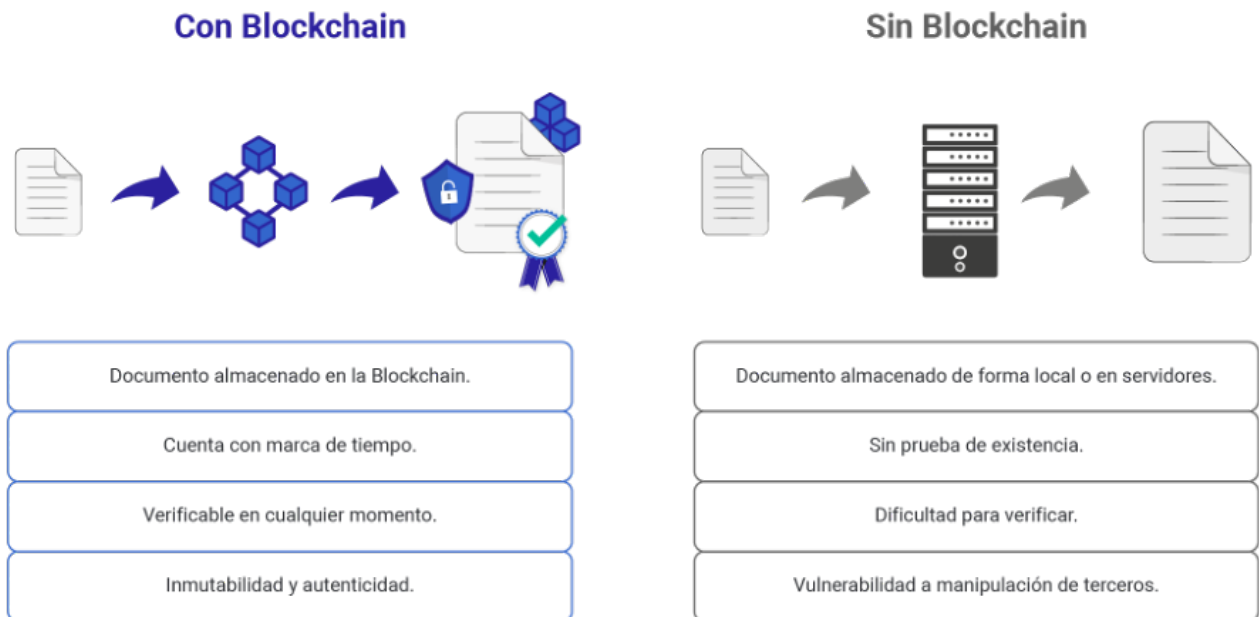 Con Blockchain
Sin Blockchain
Documento almacenado en la Blockchain.
Cuenta con marca de tiempo.
Verificable en cualquier momento.
Inmutabilidad y autenticidad.
Documento almacenado de forma local o en servidores.
Sin prueba de existencia.
Dificultad para verificar.
Vulnerabilidad a manipulación de terceros.